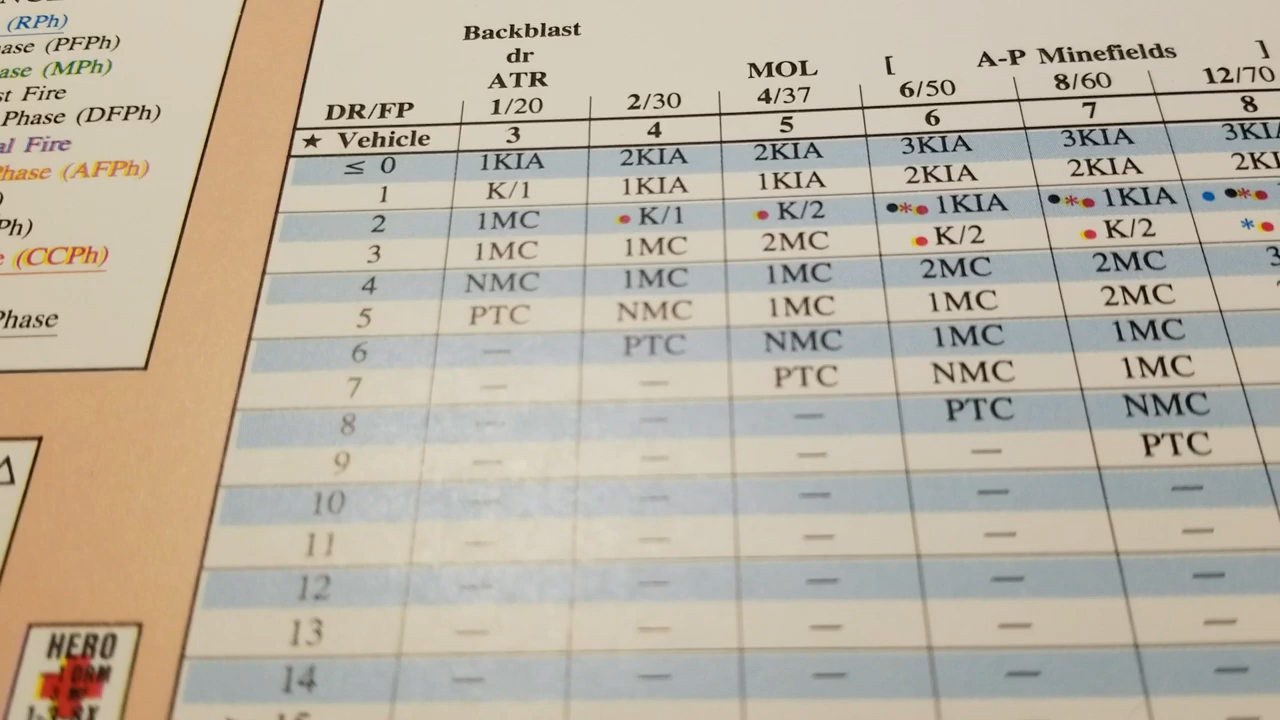 (RPh)
ase (PFPh)
ase (MPh)
st Fire
Phase (DFPh)
al Fire
Phase (AFPh)
)
Ph)
e (CCPh)
Phase
Backblast
dr
ATR MOL [ A-P Minefields ]
DR/FP 1/20 2/30 4/37 6/50 8/60 12/70
★ Vehicle 3 4 5 6 7 8
≤ 0 1KIA 2KIA 2KIA 3KIA 3KIA 3KIA
1 K/1 1KIA 1KIA 2KIA 2KIA 2KI
2 1MC •K/1 •K/2 •*•1KIA •*•1KIA •  •*•
3 1MC 1MC 2MC •K/2 •K/2 *•
4 NMC 1MC 1MC 2MC 2MC 3
5 PTC NMC 1MC 1MC 2MC
6 — PTC NMC 1MC 1MC
7 — — PTC NMC 1MC
8 — — — PTC NMC
9 — — — — PTC
10 — — — — —
11 — — — — —
12 — — — — —
13 — — — — —
14 — — — — —
HERO